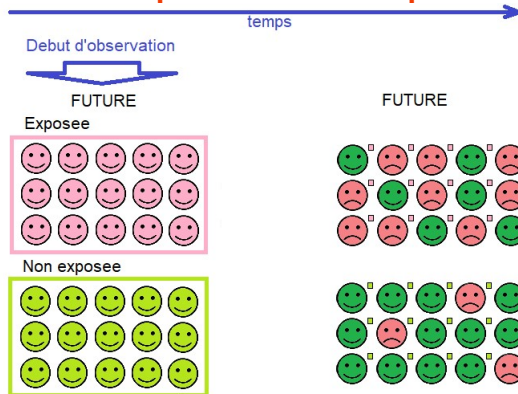 temps
Debut d'observation
FUTURE
FUTURE
Exposee
Non exposee